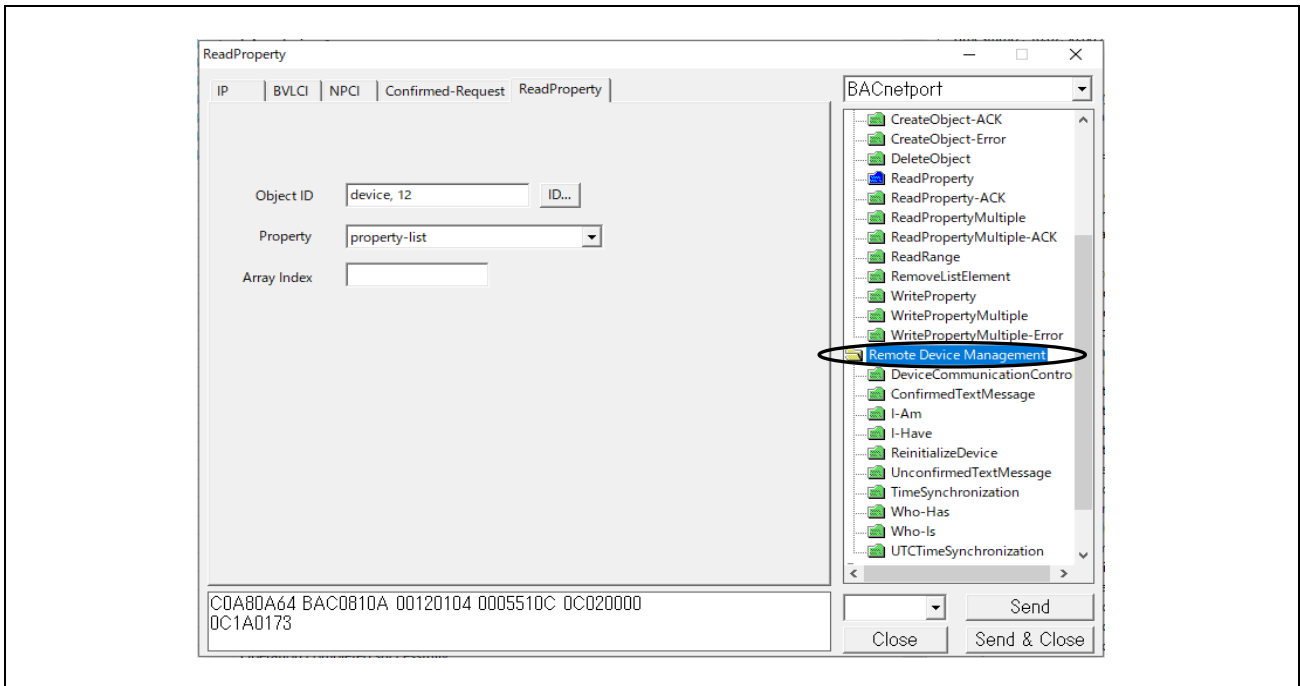 ReadProperty
IP BVLCI NPCI Confirmed-Request ReadProperty
Object ID device, 12 ID...
Property property-list
Array Index
BACnetport
CreateObject-ACK
CreateObject-Error
DeleteObject
ReadProperty
ReadProperty-ACK
ReadPropertyMultiple
ReadPropertyMultiple-ACK
ReadRange
RemoveListElement
WriteProperty
WritePropertyMultiple
WritePropertyMultiple-Error
Remote Device Management
DeviceCommunicationContro
ConfirmedTextMessage
I-Am
I-Have
ReinitializeDevice
UnconfirmedTextMessage
TimeSynchronization
Who-Has
Who-Is
UTCTimeSynchronization
C0A80A64 BAC0810A 00120104 0005510C 0C020000
0C1A0173
Send
Close Send & Close